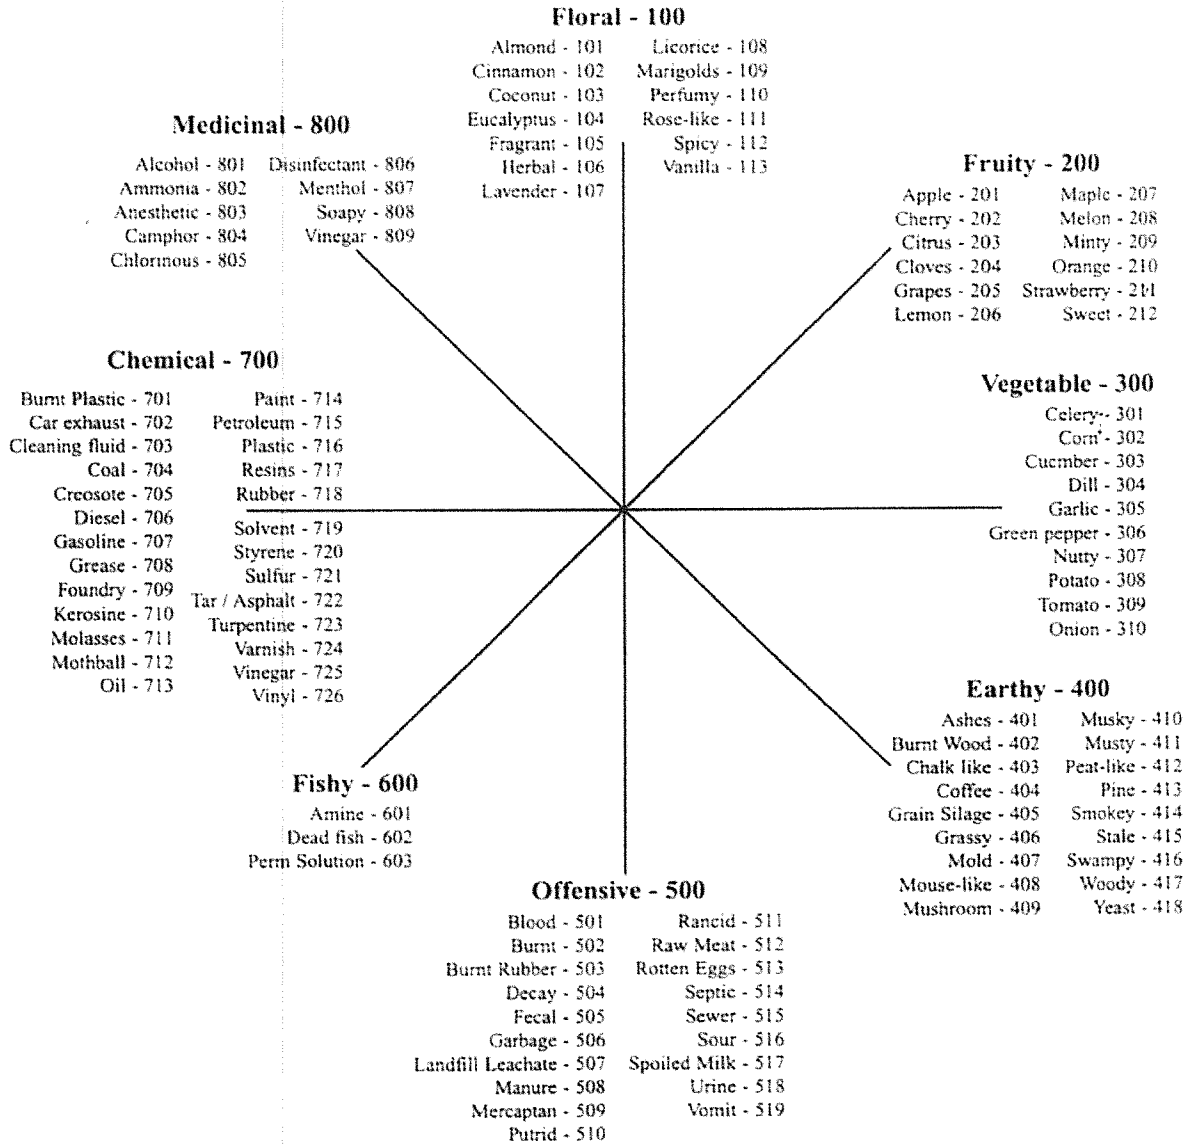 Floral - 100
Almond - 101
Cinnamon - 102
Coconut - 103
Eucalyptus - 104
Fragrant - 105
Herbal - 106
Lavender - 107
Licorice - 108
Marigolds - 109
Perfumy - 110
Rose-like - 111
Spicy - 112
Vanilla - 113
Fruity - 200
Apple - 201
Cherry - 202
Citrus - 203
Cloves - 204
Grapes - 205
Lemon - 206
Maple - 207
Melon - 208
Minty - 209
Orange - 210
Strawberry - 211
Sweet - 212
Vegetable - 300
Celery - 301
Corn - 302
Cucmber - 303
Dill - 304
Garlic - 305
Green pepper - 306
Nutty - 307
Potato - 308
Tomato - 309
Onion - 310
Earthy - 400
Ashes - 401
Burnt Wood - 402
Chalk like - 403
Coffee - 404
Grain Silage - 405
Grassy - 406
Mold - 407
Mouse-like - 408
Mushroom - 409
Musky - 410
Musty - 411
Peat-like - 412
Pine - 413
Smokey - 414
Stale - 415
Swampy - 416
Woody - 417
Yeast - 418
Offensive - 500
Blood - 501
Burnt - 502
Burnt Rubber - 503
Decay - 504
Fecal - 505
Garbage - 506
Landfill Leachate - 507
Manure - 508
Mercaptan - 509
Putrid - 510
Rancid - 511
Raw Meat - 512
Rotten Eggs - 513
Septic - 514
Sewer - 515
Sour - 516
Spoiled Milk - 517
Urine - 518
Vomit - 519
Fishy - 600
Amine - 601
Dead fish - 602
Perm Solution - 603
Chemical - 700
Burnt Plastic - 701
Car exhaust - 702
Cleaning fluid - 703
Coal - 704
Creosote - 705
Diesel - 706
Gasoline - 707
Grease - 708
Foundry - 709
Kerosine - 710
Molasses - 711
Mothball - 712
Oil - 713
Paint - 714
Petroleum - 715
Plastic - 716
Resins - 717
Rubber - 718
Solvent - 719
Styrene - 720
Sulfur - 721
Tar / Asphalt - 722
Turpentine - 723
Varnish - 724
Vinegar - 725
Vinyl - 726
Medicinal - 800
Alcohol - 801
Ammonia - 802
Anesthetic - 803
Camphor - 804
Chlorinous - 805
Disinfectant - 806
Menthol - 807
Soapy - 808
Vinegar - 809